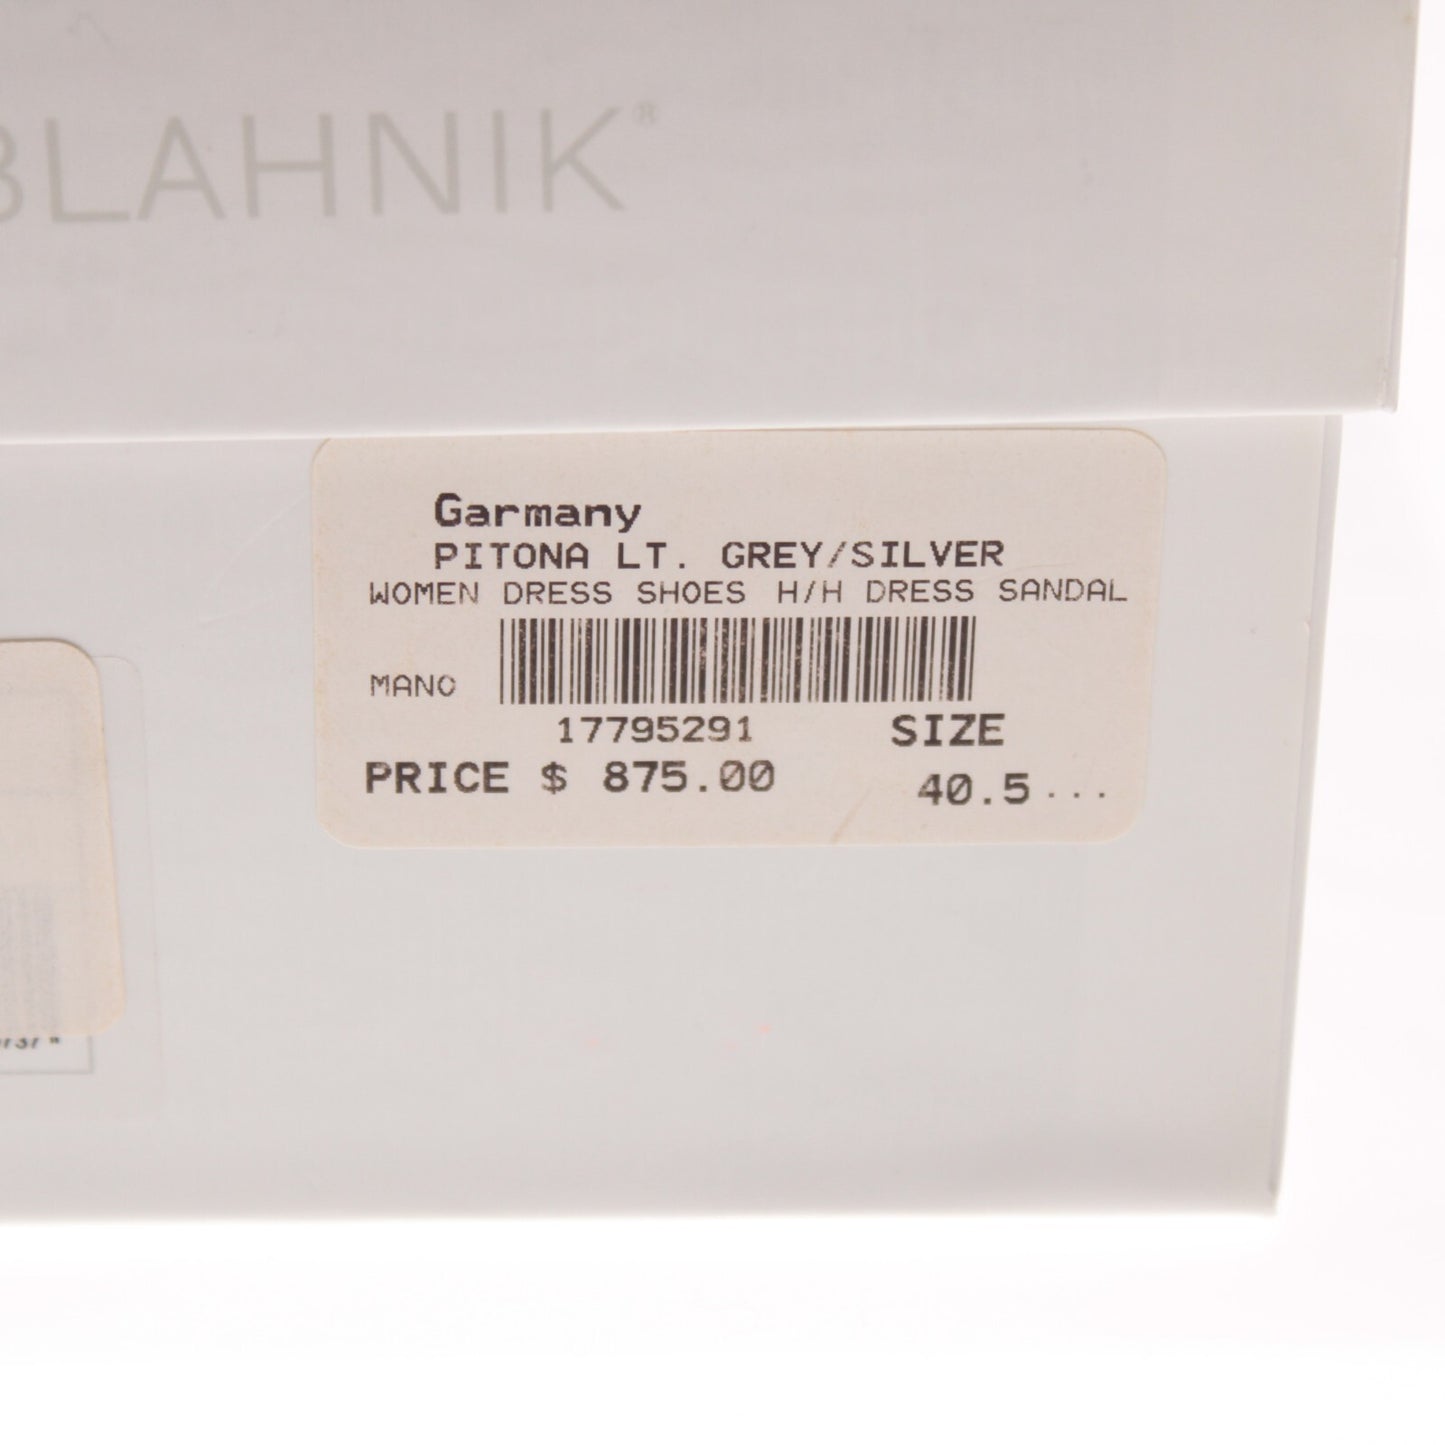 BLAHNIK®
Garmany
PITONA LT. GREY/SILVER
WOMEN DRESS SHOES H/H DRESS SANDAL
MANO
17795291 SIZE
PRICE $ 875.00 40.5 ...